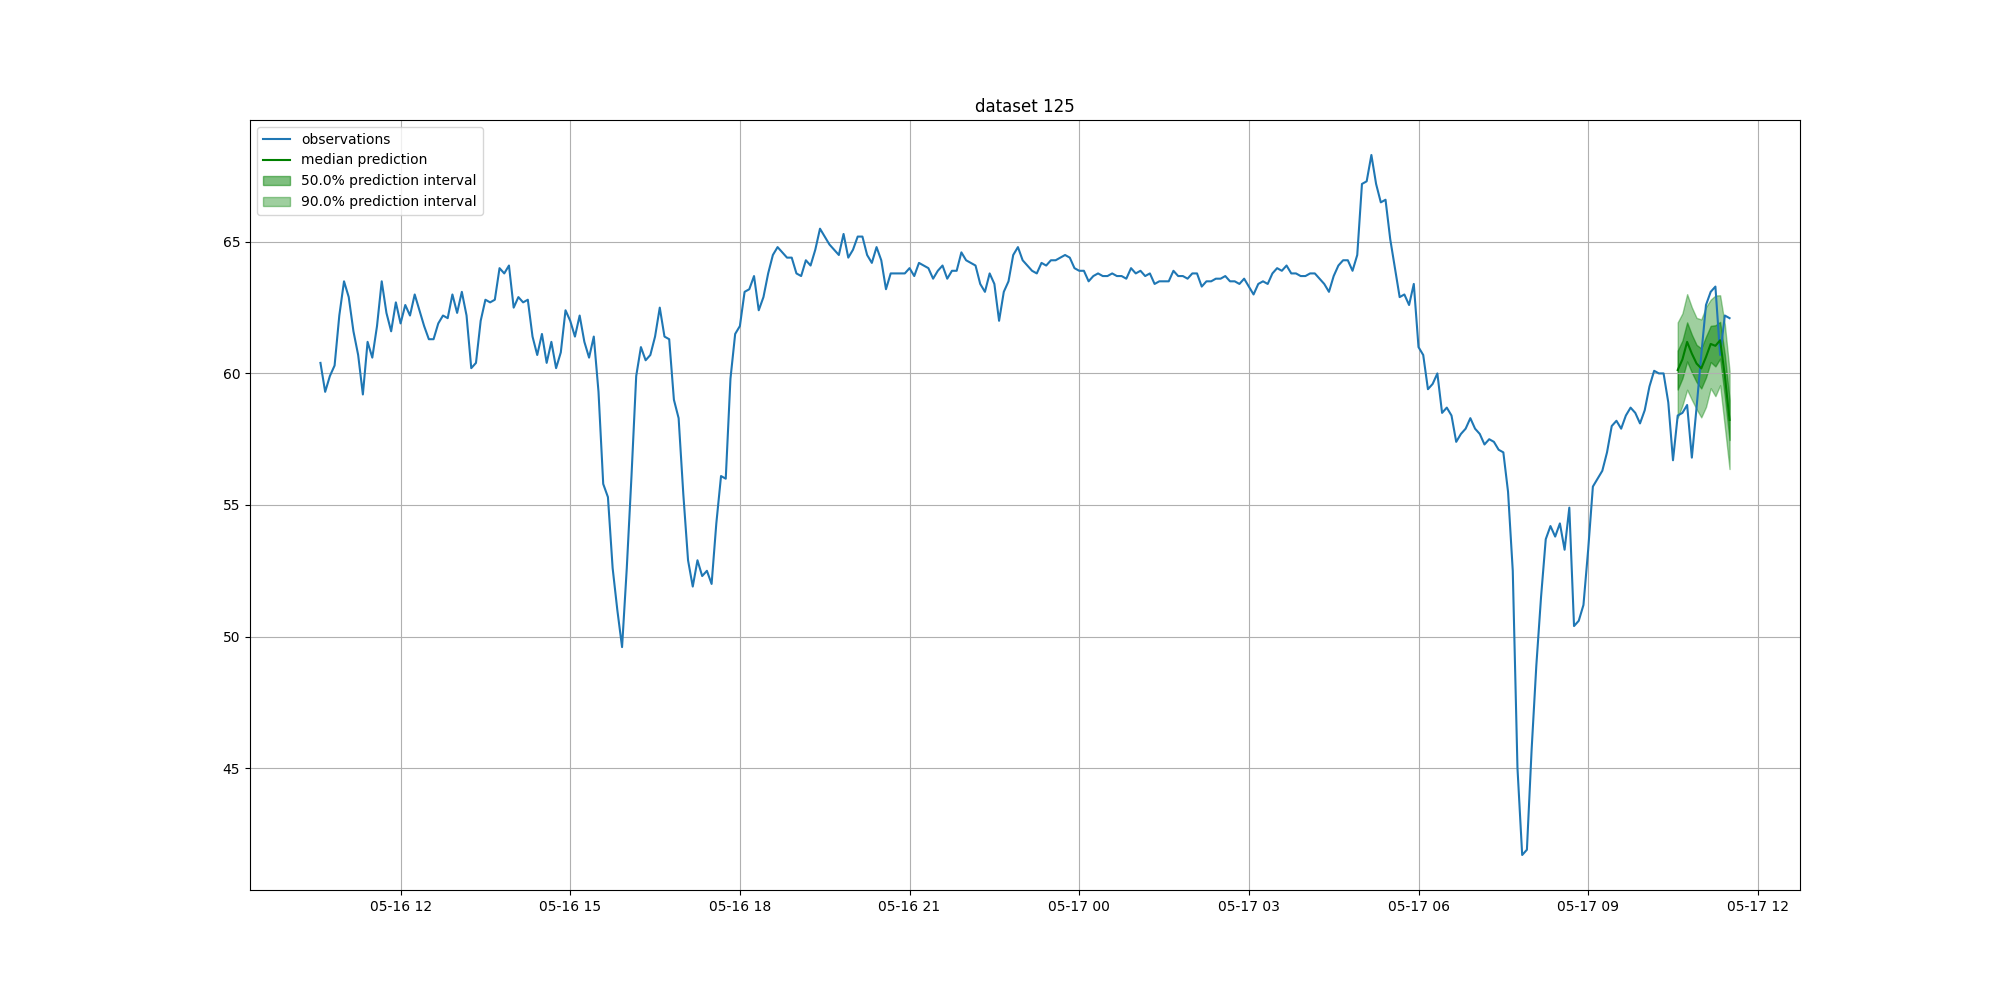 dataset 125
observations
median prediction
50.0% prediction interval
90.0% prediction interval
65
60
55
50
45
05-16 12
05-16 15
05-16 18
05-16 21
05-17 00
05-17 03
05-17 06
05-17 09
05-17 12